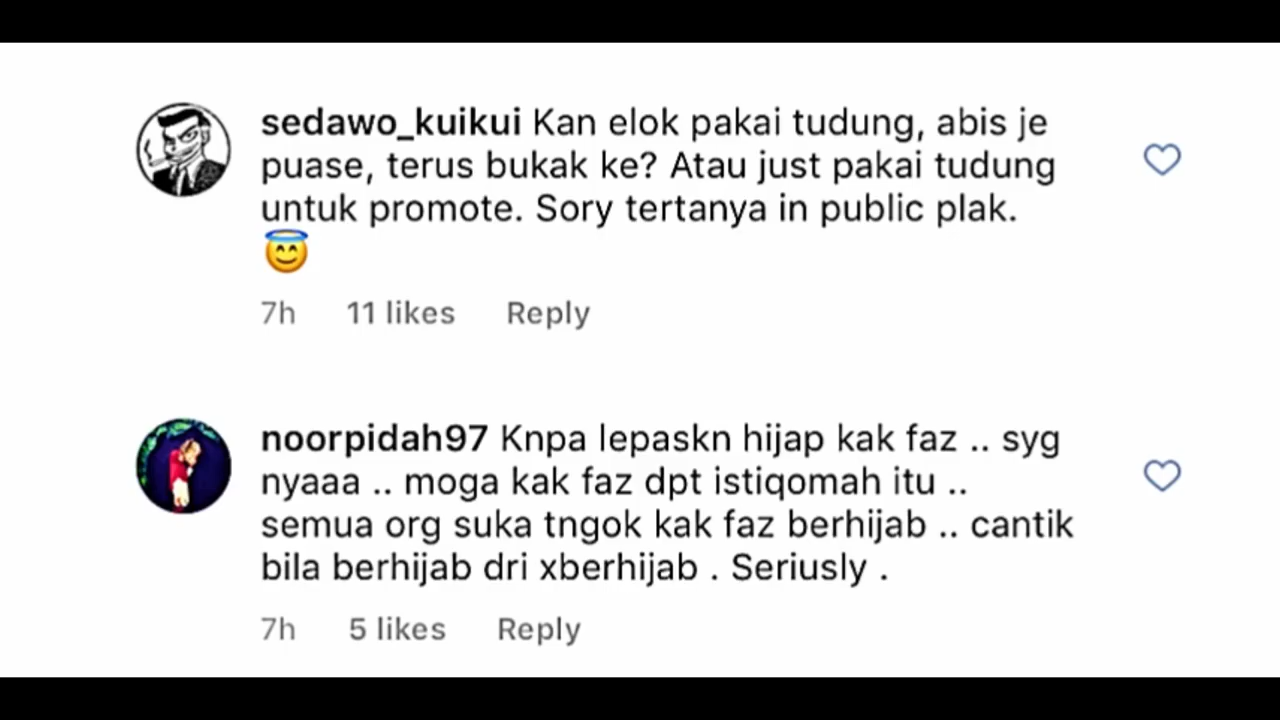 sedawo_kuikui Kan elok pakai tudung, abis je
puase, terus bukak ke? Atau just pakai tudung
untuk promote. Sory tertanya in public plak.
😇
7h 11 likes Reply
noorpidah97 Knpa lepaskn hijap kak faz .. syg
nyaaa .. moga kak faz dpt istiqomah itu ..
semua org suka tngok kak faz berhijab .. cantik
bila berhijab dri xberhijab . Seriusly .
7h 5 likes Reply